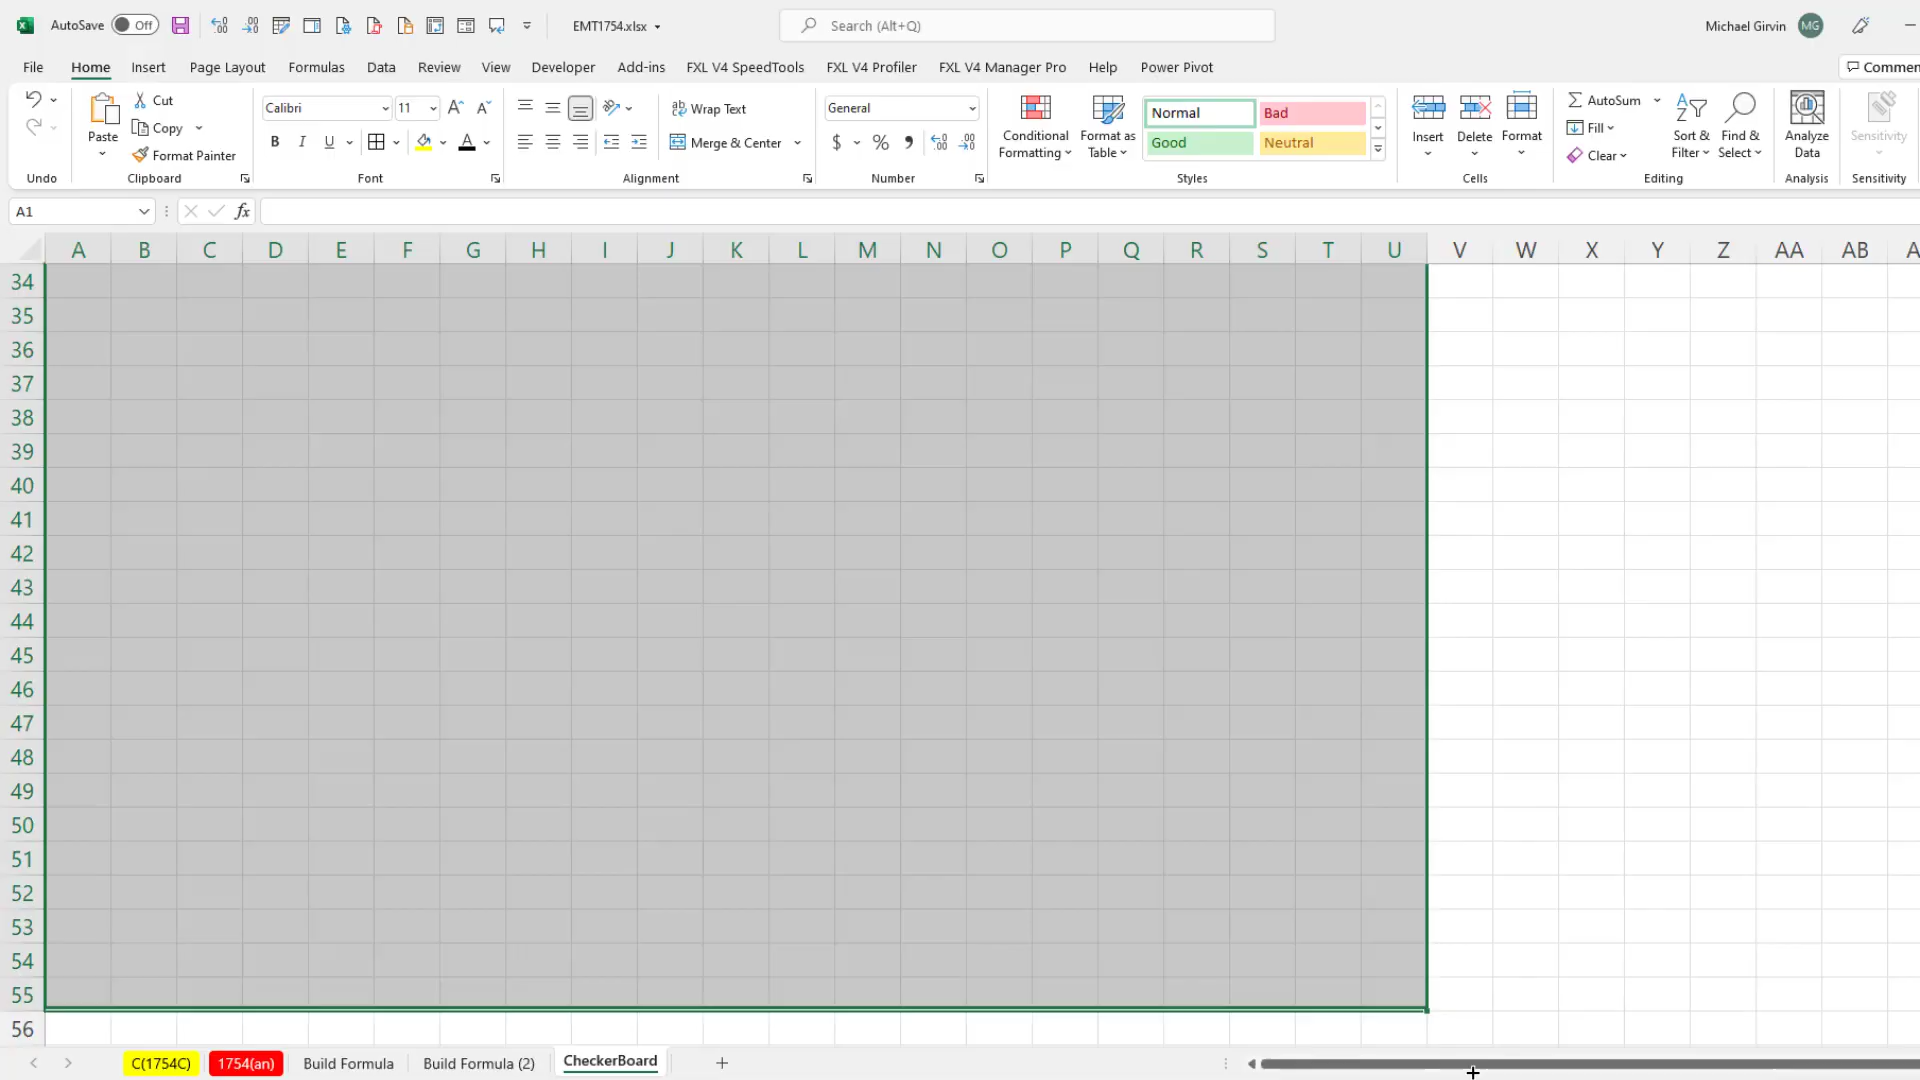 AutoSave Off EMT1754.xlsx Search (Alt+Q) Michael Girvin MG
File Home Insert Page Layout Formulas Data Review View Developer Add-ins FXL V4 SpeedTools FXL V4 Profiler FXL V4 Manager Pro Help Power Pivot Commen
Paste
Cut
Copy
Format Painter
Calibri 11
B I U A
Wrap Text
Merge & Center
General
$ % ,
Conditional
Formatting
Format as
Table
Normal Bad
Good Neutral
Insert Delete Format
AutoSum
Fill
Clear
Sort &
Filter
Find &
Select
Analyze
Data
Sensitivity
Undo Clipboard Font Alignment Number Styles Cells Editing Analysis Sensitivity
A1 fx
A B C D E F G H I J K L M N O P Q R S T U V W X Y Z AA AB A
34
35
36
37
38
39
40
41
42
43
44
45
46
47
48
49
50
51
52
53
54
55
56
C(1754C) 1754(an) Build Formula Build Formula (2) CheckerBoard